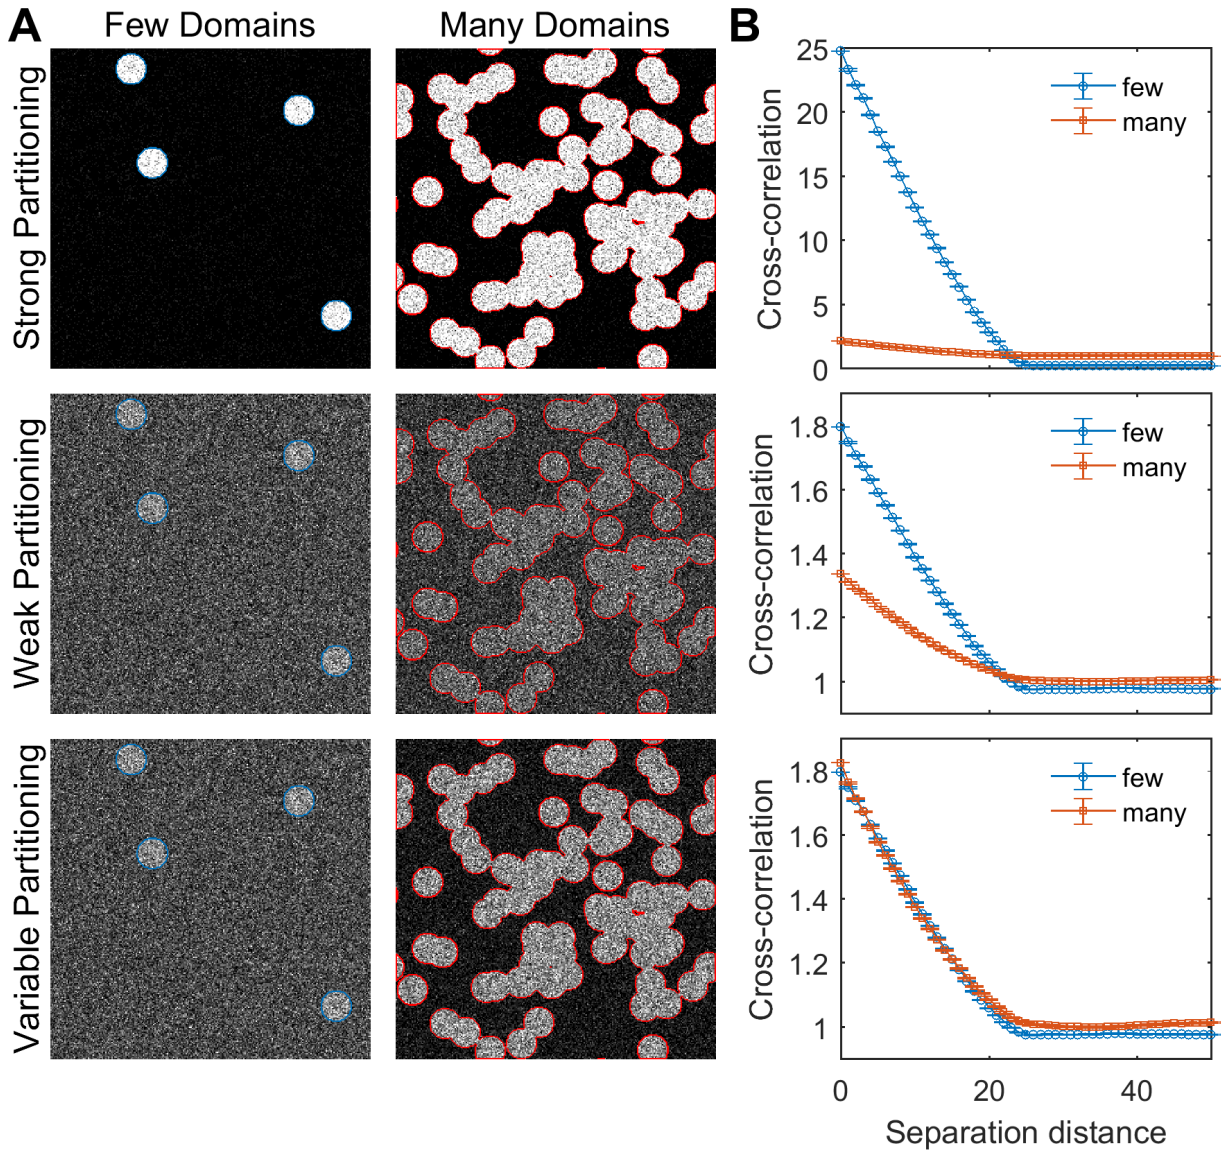 A
Few Domains
Many Domains
B
Strong Partitioning
Weak Partitioning
Variable Partitioning
Cross-correlation
25
20
15
10
5
0
few
many
Cross-correlation
1.8
1.6
1.4
1.2
1
few
many
Cross-correlation
1.8
1.6
1.4
1.2
1
few
many
0
20
40
Separation distance